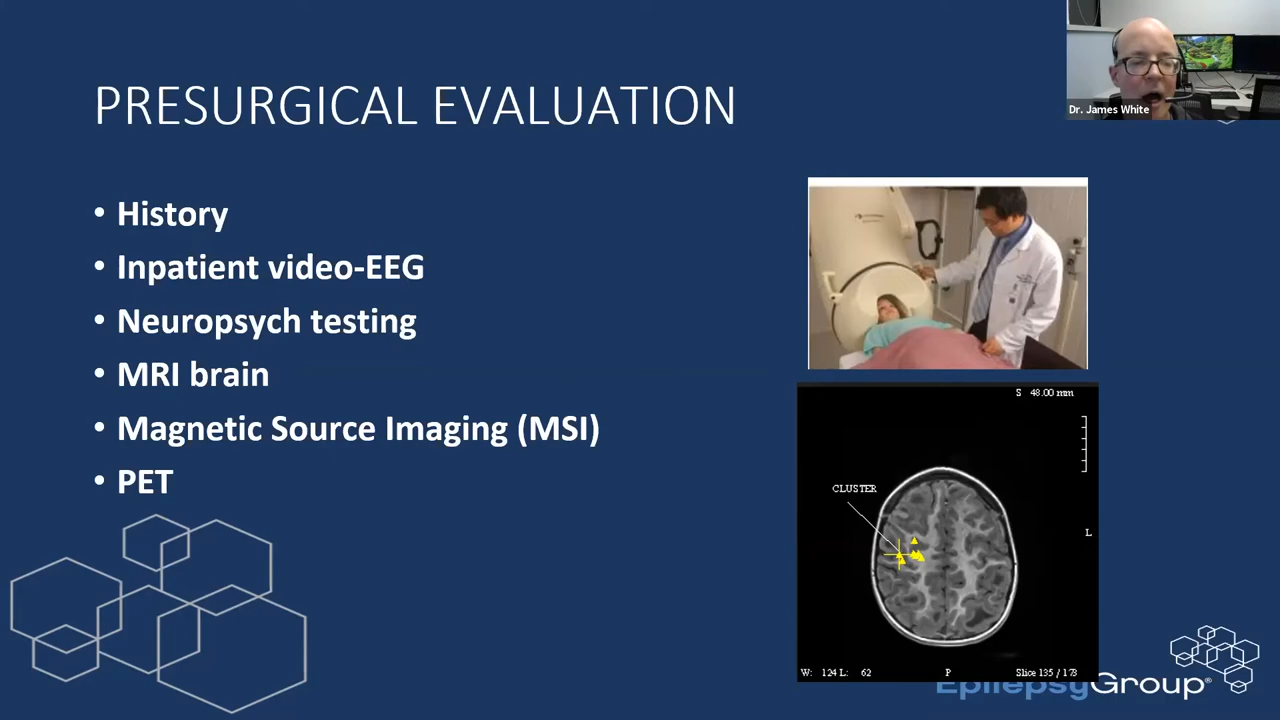 PRESURGICAL EVALUATION
Dr. James White
• History
• Inpatient video-EEG
• Neuropsych testing
• MRI brain
• Magnetic Source Imaging (MSI)
• PET
S 48.00 mm
CLUSTER
L
W: 124 L: 62
P
Slice 135 / 173
EpilepsyGroup®